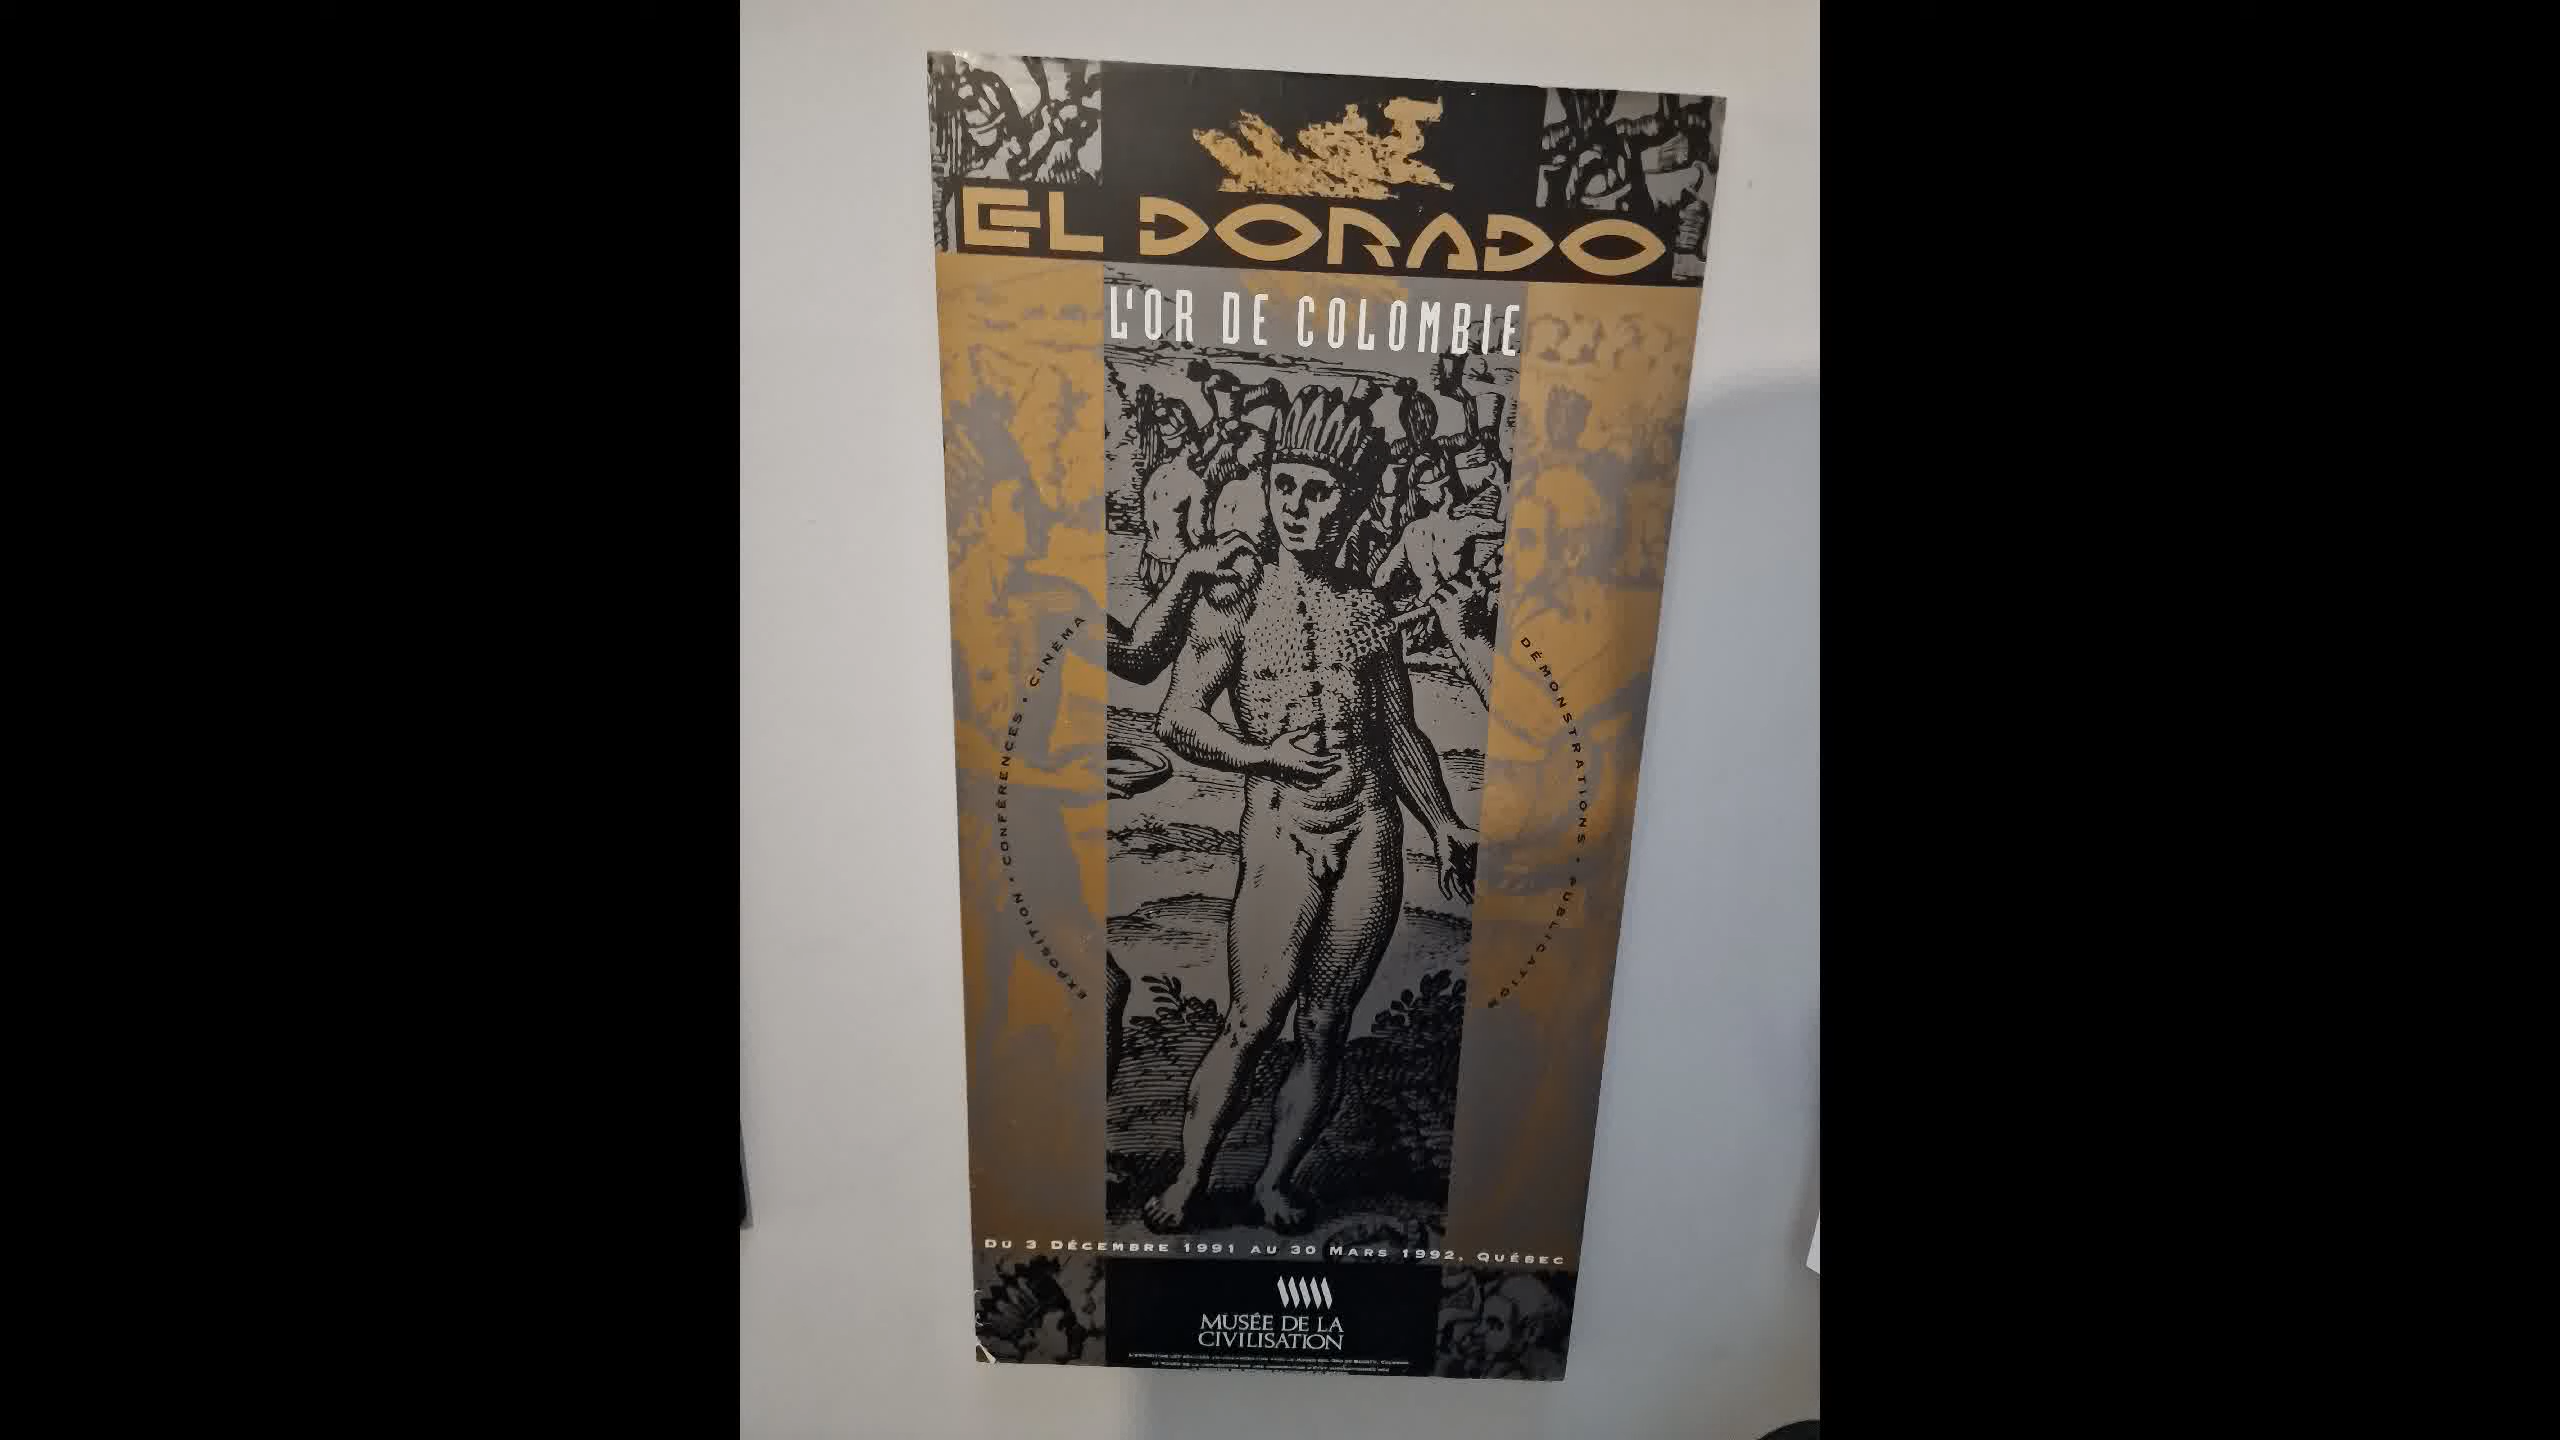 EL DORADO
L'OR DE COLOMBIE
EXPOSITION • CONFÉRENCES • CINÉMA
DÉMONSTRATIONS • PUBLICATION
DU 3 DÉCEMBRE 1991 AU 30 MARS 1992, QUÉBEC
MUSÉE DE LA
CIVILISATION